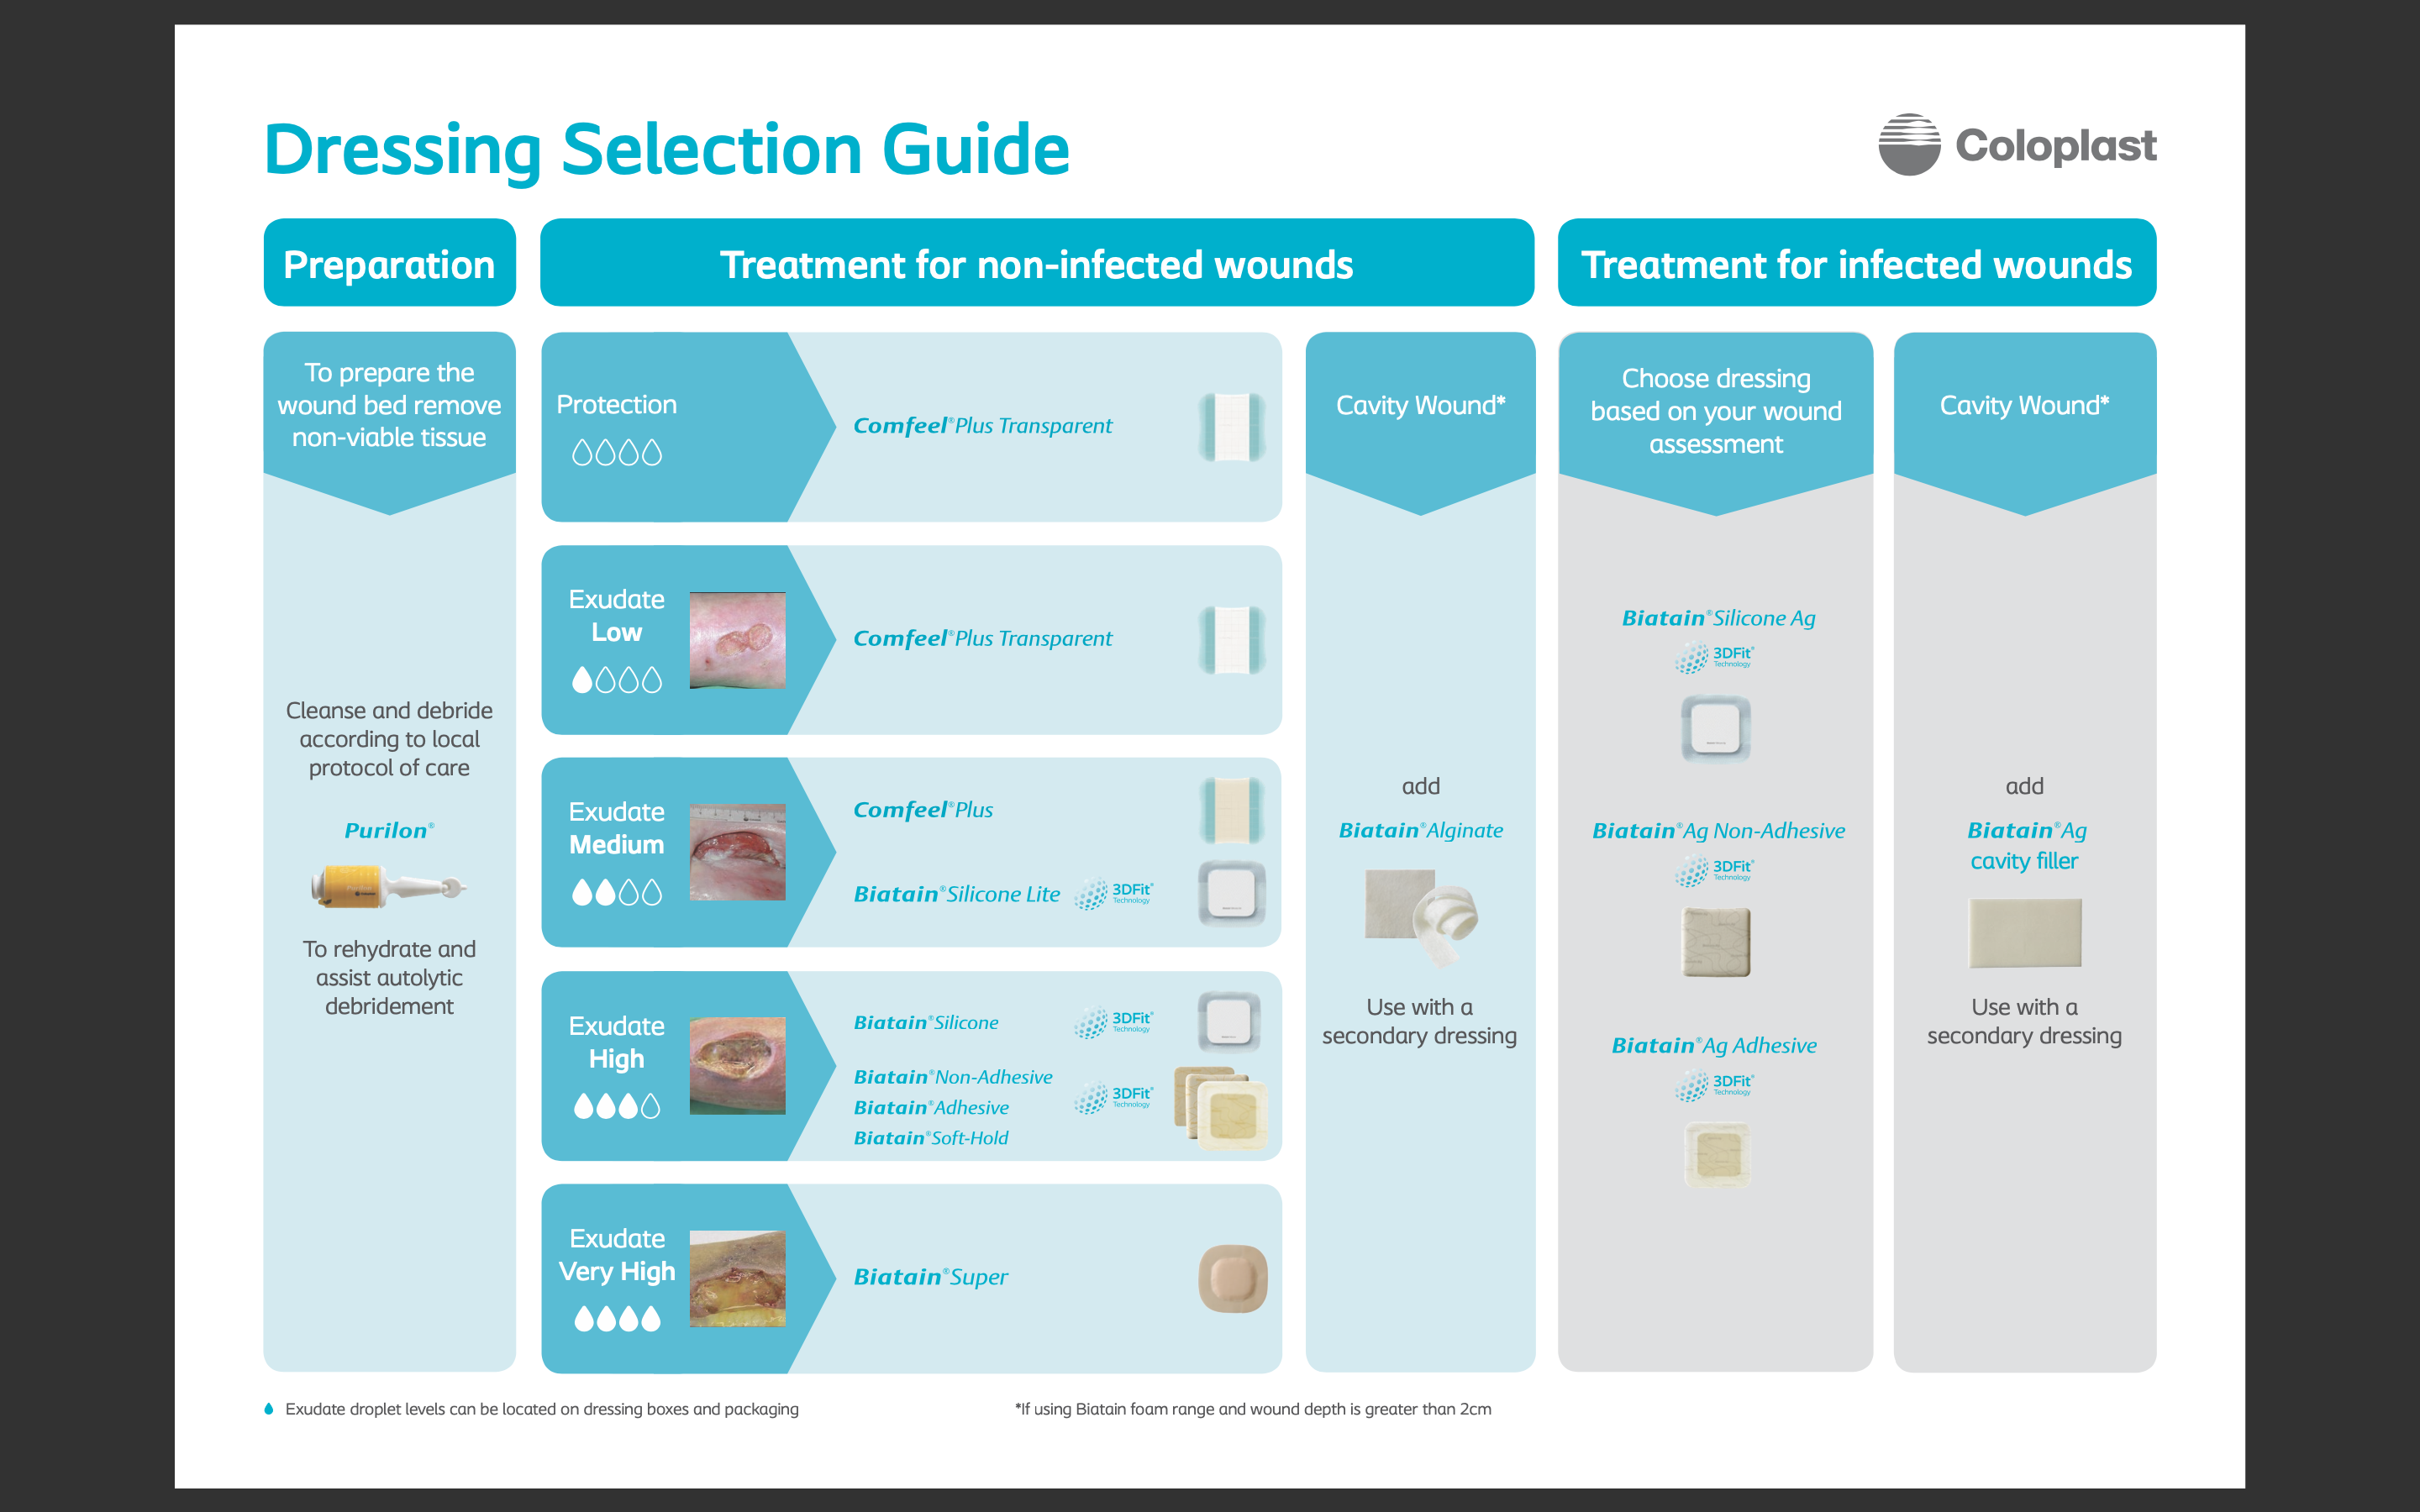 Dressing Selection Guide
Coloplast
Preparation
Treatment for non-infected wounds
Treatment for infected wounds
To prepare the
wound bed remove
non-viable tissue
Cleanse and debride
according to local
protocol of care
Purilon®
To rehydrate and
assist autolytic
debridement
Protection
Comfeel® Plus Transparent
Exudate
Low
Comfeel® Plus Transparent
Exudate
Medium
Comfeel® Plus
Biatain® Silicone Lite
3DFit®
Technology
Exudate
High
Biatain® Silicone
3DFit®
Technology
Biatain® Non-Adhesive
Biatain® Adhesive
Biatain® Soft-Hold
3DFit®
Technology
Exudate
Very High
Biatain® Super
Cavity Wound*
add
Biatain® Alginate
Use with a
secondary dressing
Choose dressing
based on your wound
assessment
Biatain® Silicone Ag
3DFit®
Technology
Biatain® Ag Non-Adhesive
3DFit®
Technology
Biatain® Ag Adhesive
3DFit®
Technology
Cavity Wound*
add
Biatain® Ag
cavity filler
Use with a
secondary dressing
Exudate droplet levels can be located on dressing boxes and packaging
*If using Biatain foam range and wound depth is greater than 2cm